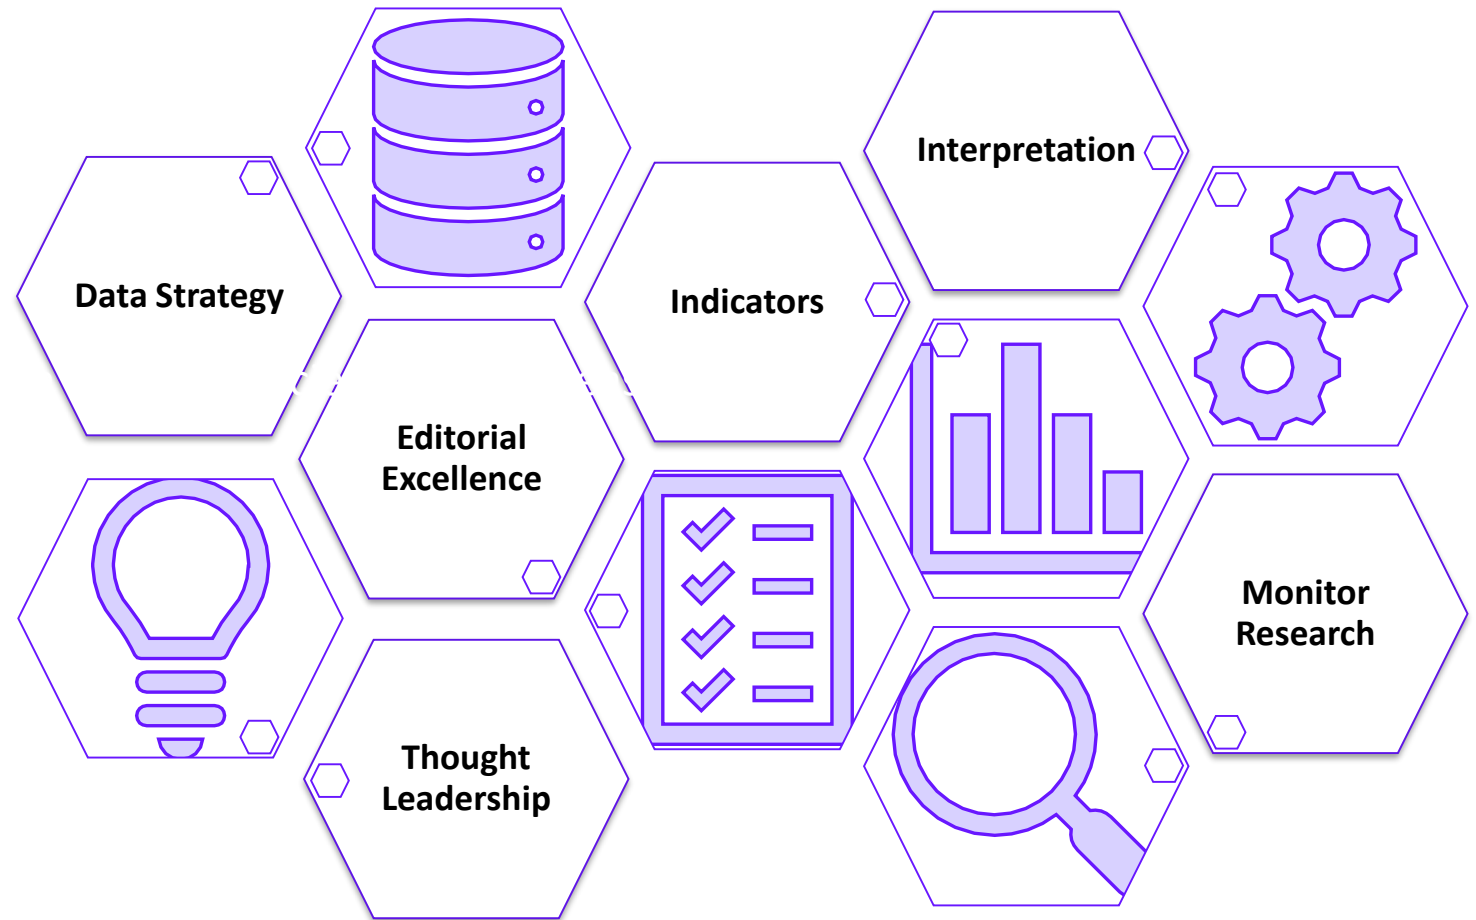 Interpretation
Data Strategy
Indicators
Editorial
Excellence
Monitor
Research
Thought
Leadership